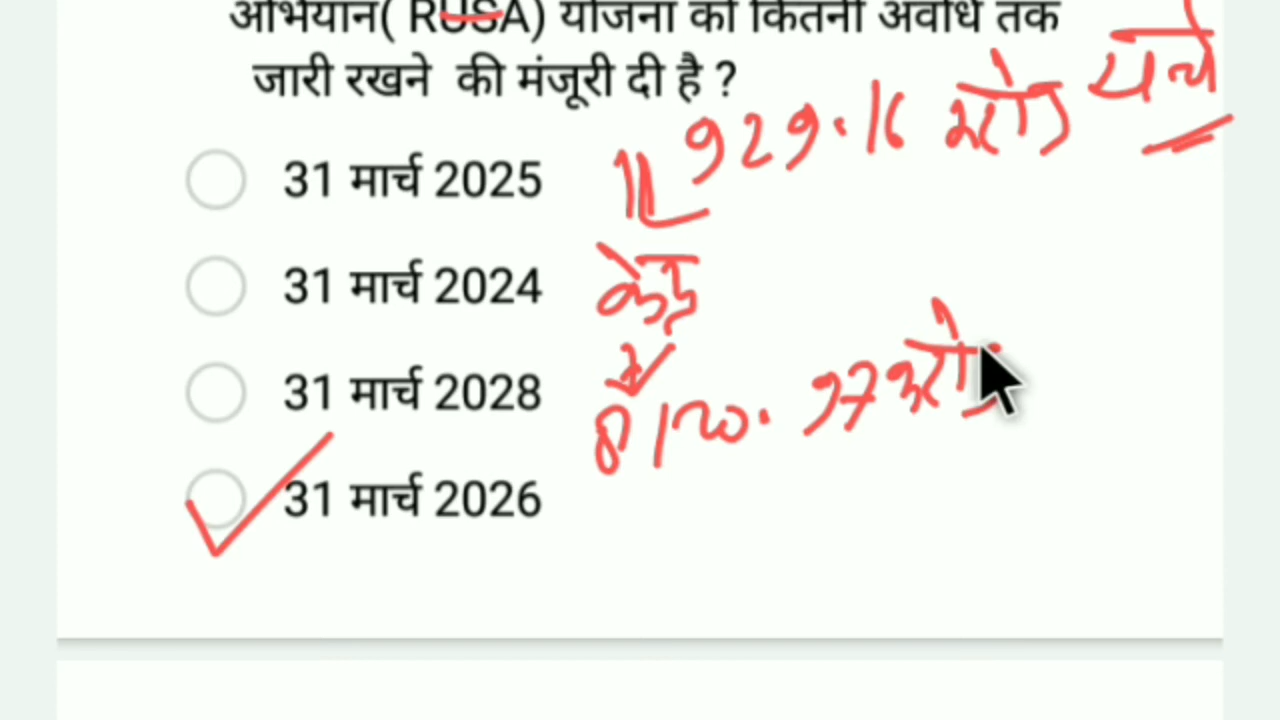 अभियान( RUSA) योजना को कितनी अवधि तक
जारी रखने की मंजूरी दी है ?
929.16 करोड़
31 मार्च 2025
31 मार्च 2024
केंद्र
31 मार्च 2028
8120.97 करोड़
31 मार्च 2026